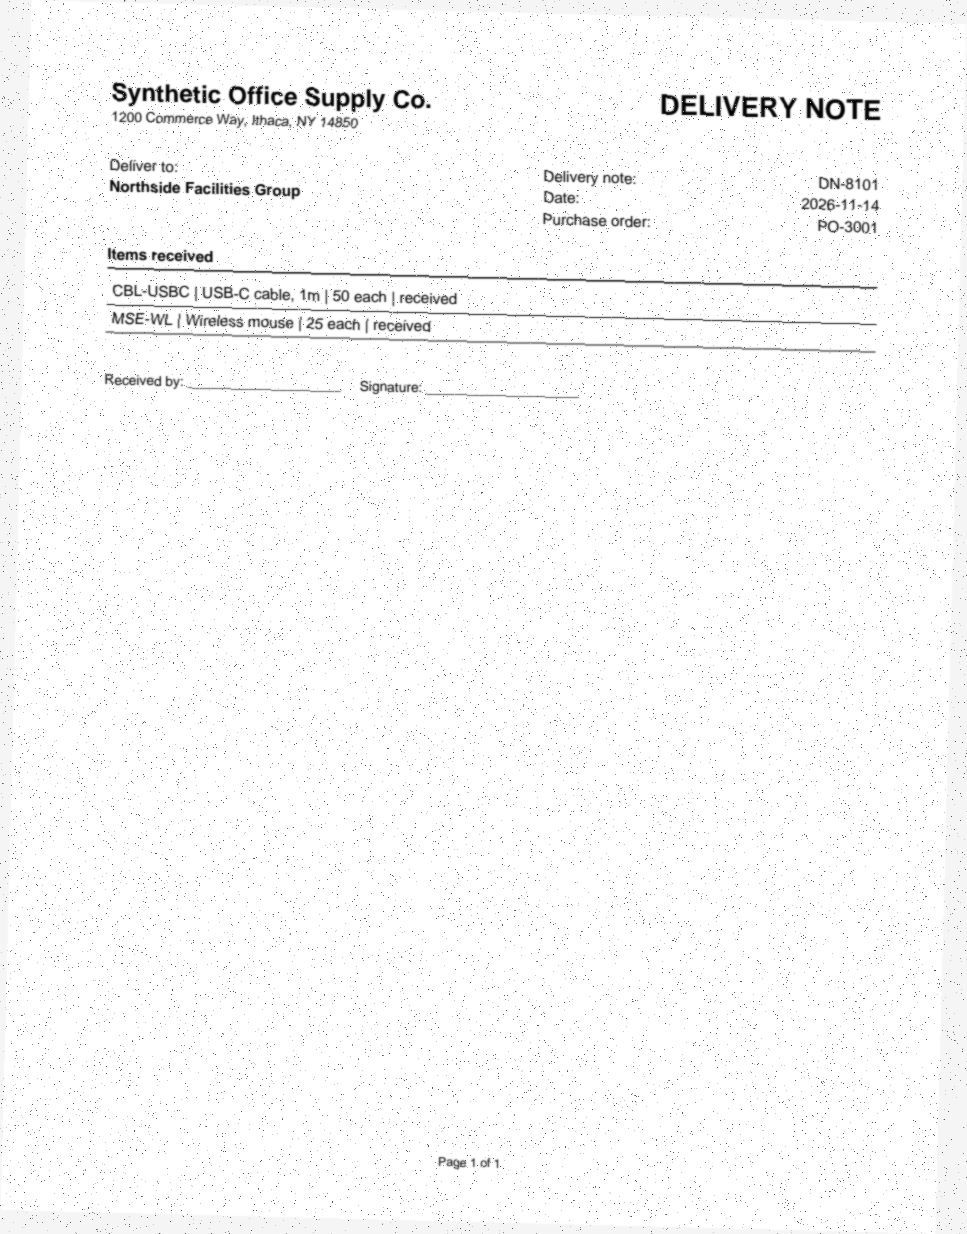 Synthetic Office Supply Co.
1200 Commerce Way, Ithaca, NY 14850
DELIVERY NOTE
Deliver to:
Northside Facilities Group
Delivery note: DN-8101
Date: 2026-11-14
Purchase order: PO-3001
Items received
CBL-USBC | USB-C cable, 1m | 50 each | received
MSE-WL | Wireless mouse | 25 each | received
Received by: ____________________ Signature: ____________________
Page 1 of 1